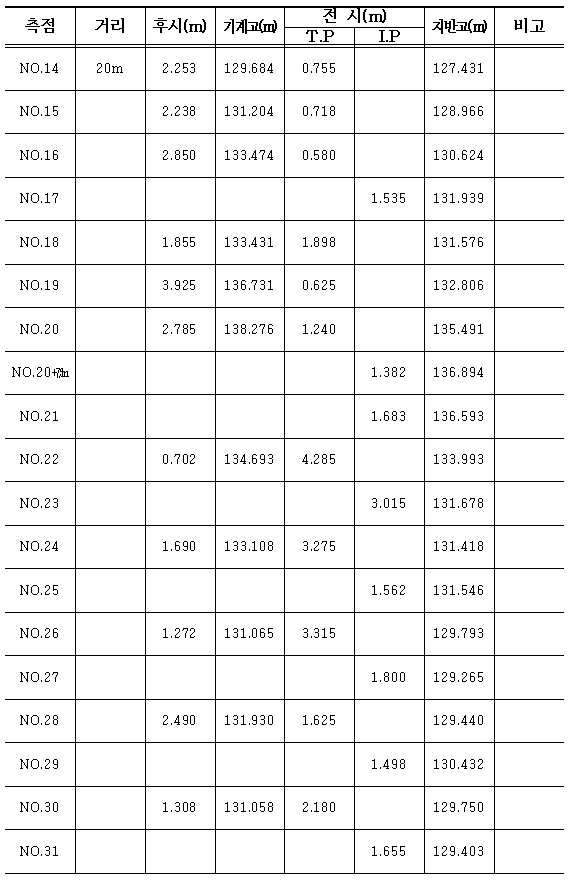 측점 거리 후시(m) 기계고(m) 전 시(m) 지반고(m) 비고
T.P I.P
NO.14 20m 2.253 129.684 0.755 127.431
NO.15 2.238 131.204 0.718 128.966
NO.16 2.850 133.474 0.580 130.624
NO.17 1.535 131.939
NO.18 1.855 133.431 1.898 131.576
NO.19 3.925 136.731 0.625 132.806
NO.20 2.785 138.276 1.240 135.491
NO.20 1.382 136.894
NO.21 1.683 136.593
NO.22 0.702 134.693 4.285 133.993
NO.23 3.015 131.678
NO.24 1.690 133.108 3.275 131.418
NO.25 1.562 131.546
NO.26 1.272 131.065 3.315 129.793
NO.27 1.800 129.265
NO.28 2.490 131.930 1.625 129.440
NO.29 1.498 130.432
NO.30 1.308 131.058 2.180 129.750
NO.31 1.655 129.403